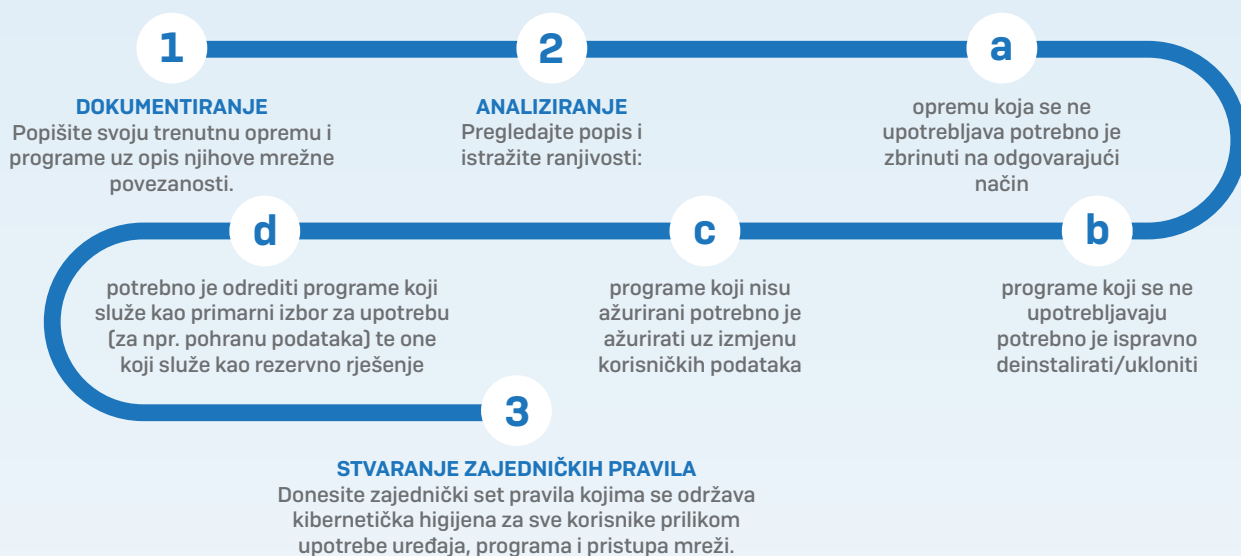 1
DOKUMENTIRANJE
Popišite svoju trenutnu opremu i
programe uz opis njihove mrežne
povezanosti.
2
ANALIZIRANJE
Pregledajte popis i
istražite ranjivosti:
a
opremu koja se ne
upotrebljava potrebno je
zbrinuti na odgovarajući
način
b
programe koji se ne
upotrebljavaju
potrebno je ispravno
deinstalirati/ukloniti
c
programe koji nisu
ažurirani potrebno je
ažurirati uz izmjenu
korisničkih podataka
d
potrebno je odrediti programe koji
služe kao primarni izbor za upotrebu
(za npr. pohranu podataka) te one
koji služe kao rezervno rješenje
3
STVARANJE ZAJEDNIČKIH PRAVILA
Donesite zajednički set pravila kojima se održava
kibernetička higijena za sve korisnike prilikom
upotrebe uređaja, programa i pristupa mreži.